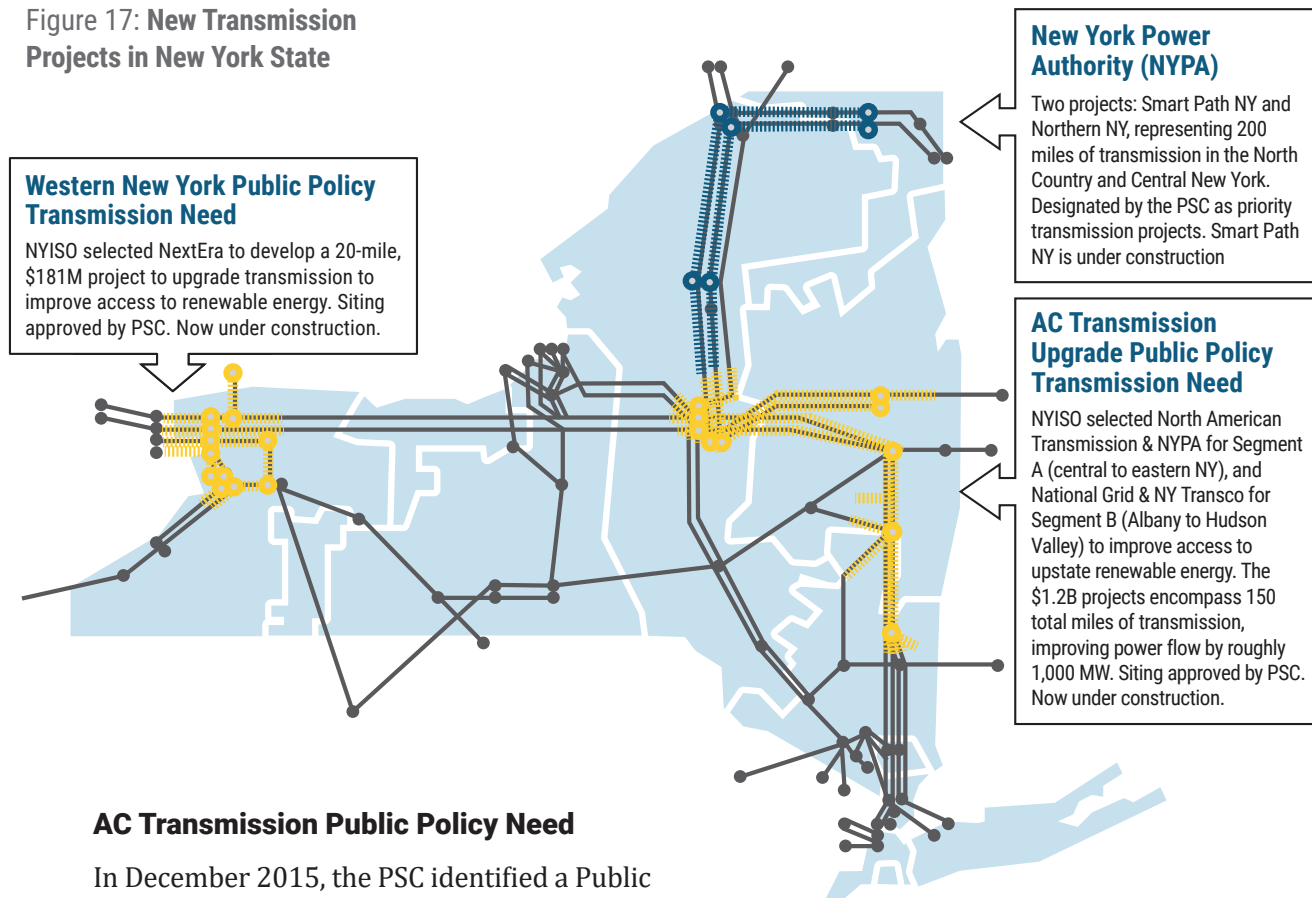 Figure 17: New Transmission
Projects in New York State
Western New York Public Policy
Transmission Need
NYISO selected NextEra to develop a 20-mile,
$181M project to upgrade transmission to
improve access to renewable energy. Siting
approved by PSC. Now under construction.
New York Power
Authority (NYPA)
Two projects: Smart Path NY and
Northern NY, representing 200
miles of transmission in the North
Country and Central New York.
Designated by the PSC as priority
transmission projects. Smart Path
NY is under construction
AC Transmission
Upgrade Public Policy
Transmission Need
NYISO selected North American
Transmission & NYPA for Segment
A (central to eastern NY), and
National Grid & NY Transco for
Segment B (Albany to Hudson
Valley) to improve access to
upstate renewable energy. The
$1.2B projects encompass 150
total miles of transmission,
improving power flow by roughly
1,000 MW. Siting approved by PSC.
Now under construction.
AC Transmission Public Policy Need
In December 2015, the PSC identified a Public